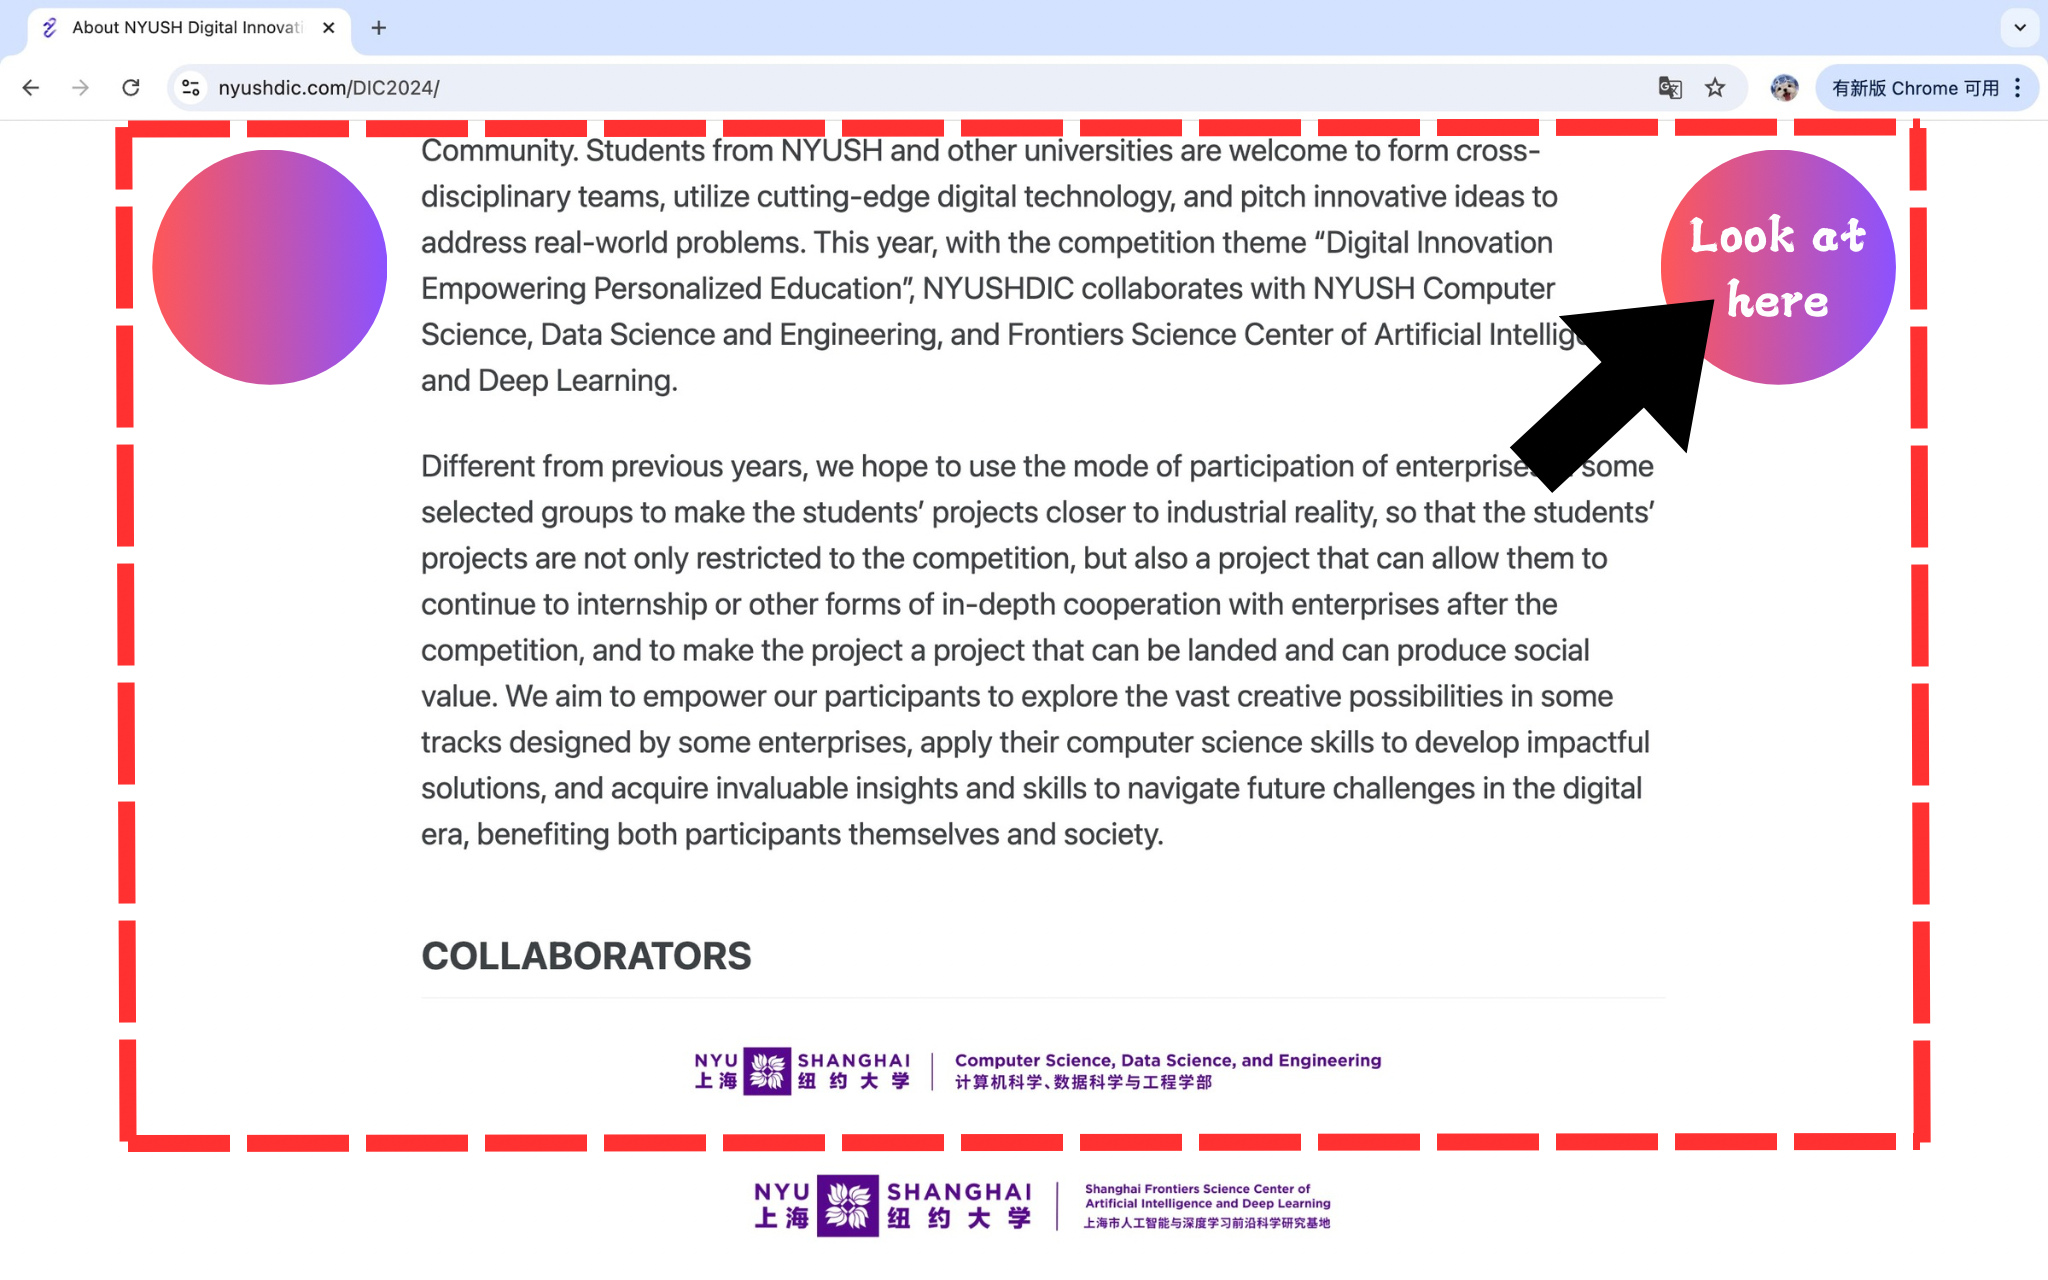 About NYUSH Digital Innovati
nyushdic.com/DIC2024/
有新版 Chrome 可用
Community. Students from NYUSH and other universities are welcome to form cross-
disciplinary teams, utilize cutting-edge digital technology, and pitch innovative ideas to
address real-world problems. This year, with the competition theme “Digital Innovation
Empowering Personalized Education”, NYUSHDIC collaborates with NYUSH Computer
Science, Data Science and Engineering, and Frontiers Science Center of Artificial
and Deep Learning.
Look at
here
Different from previous years, we hope to use the mode of participation of enterprises some
selected groups to make the students’ projects closer to industrial reality, so that the students’
projects are not only restricted to the competition, but also a project that can allow them to
continue to internship or other forms of in-depth cooperation with enterprises after the
competition, and to make the project a project that can be landed and can produce social
value. We aim to empower our participants to explore the vast creative possibilities in some
tracks designed by some enterprises, apply their computer science skills to develop impactful
solutions, and acquire invaluable insights and skills to navigate future challenges in the digital
era, benefiting both participants themselves and society.
COLLABORATORS
NYU SHANGHAI
上海 纽约大学
Computer Science, Data Science, and Engineering
计算机科学、数据科学与工程学部
NYU SHANGHAI
上海 纽约大学
Shanghai Frontiers Science Center of
Artificial Intelligence and Deep Learning
上海市人工智能与深度学习前沿科学研究基地